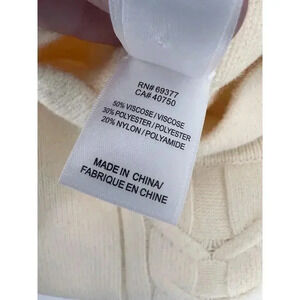 RN# 69377
CA# 40750
50% VISCOSE/VISCOSE
30% POLYESTER/POLYESTER
20% NYLON/POLYAMIDE
MADE IN CHINA/
FABRIQUE EN CHINE